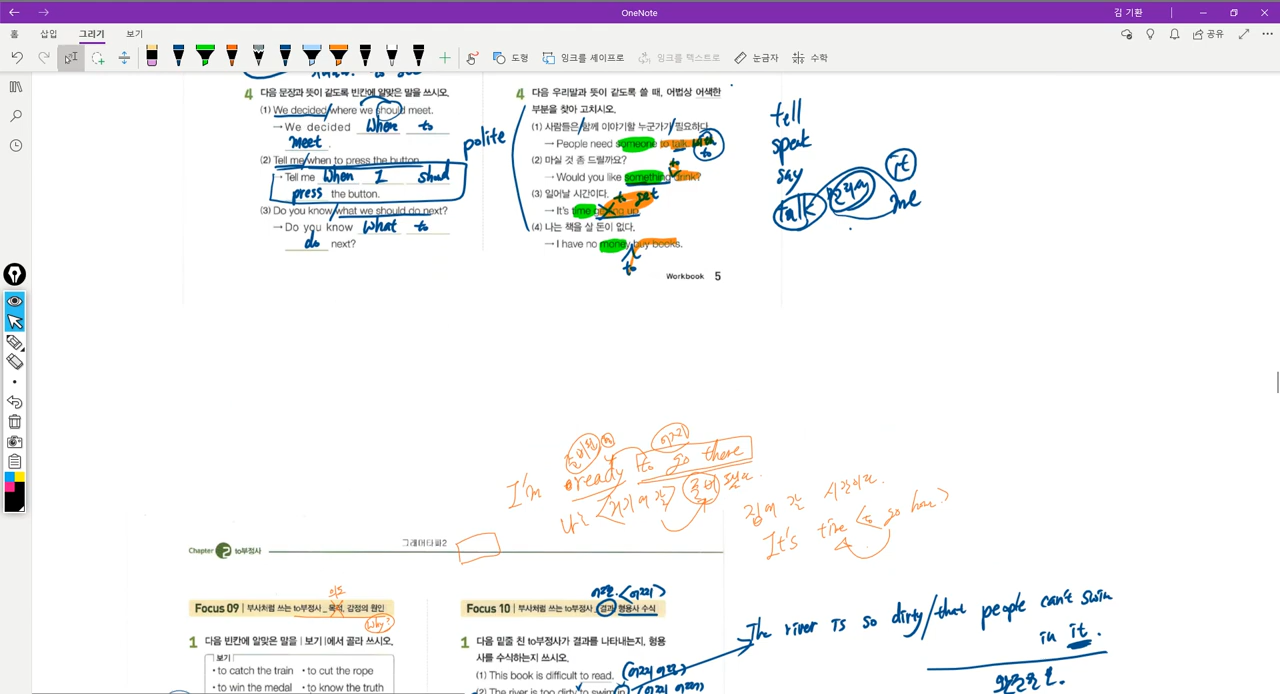 OneNote
김 기환
홈 삽입 그리기 보기
공유
도형 잉크를 셰이프로 잉크를 텍스트로 눈금자 수학
4 다음 문장과 뜻이 같도록 빈칸에 알맞은 말을 쓰시오.
(1) We decided / where we should meet.
→ We decided where to
meet
(2) Tell me / when to press the button.
→ Tell me when I should
press the button.
(3) Do you know / what we should do next?
→ Do you know what to
do next?
polite
4 다음 우리말과 뜻이 같도록 쓸 때, 어법상 어색한
부분을 찾아 고치시오.
(1) 사람들은 / 함께 이야기할 누군가가 / 필요하다.
→ People need someone to talk
to
(2) 마실 것 좀 드릴까요?
to
→ Would you like something drink?
(3) 일어날 시간이다.
to get
→ It's time getting up.
(4) 나는 책을 살 돈이 없다.
→ I have no money buy books.
to
Workbook 5
tell
speak
say
talk
it
me
I'm ready to go there
나는 <거기에 갈>
집에 갈 시간이다.
It's time
Chapter 2 to부정사
그래머타파2
Focus 09 부사처럼 쓰는 to부정사 _ 목적, 감정의 원인
의도
Why?
1 다음 빈칸에 알맞은 말을 | 보기 | 에서 골라 쓰시오.
보기
• to catch the train • to cut the rope
• to win the medal • to know the truth
Focus 10 부사처럼 쓰는 to부정사 _ 결과, 형용사 수식
1 다음 밑줄 친 to부정사가 결과를 나타내는지, 형용
사를 수식하는지 쓰시오.
(1) This book is difficult to read.
(2) The river is too dirty to swim in
The river is so dirty / that people can't swim
in it.